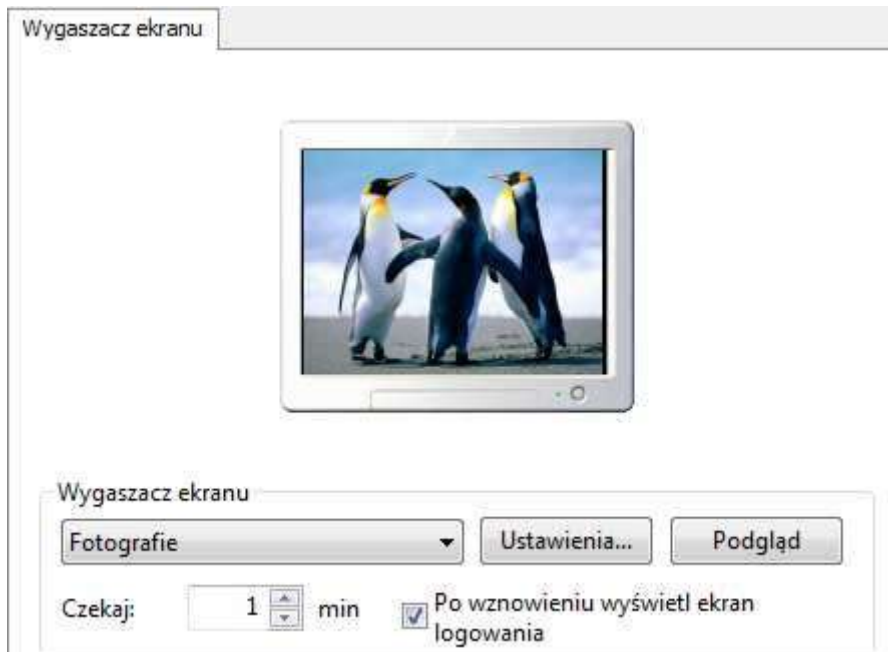 Wygaszacz ekranu
Wygaszacz ekranu
Fotografie
Ustawienia...
Podgląd
Czekaj:
1
min
Po wznowieniu wyświetl ekran
logowania